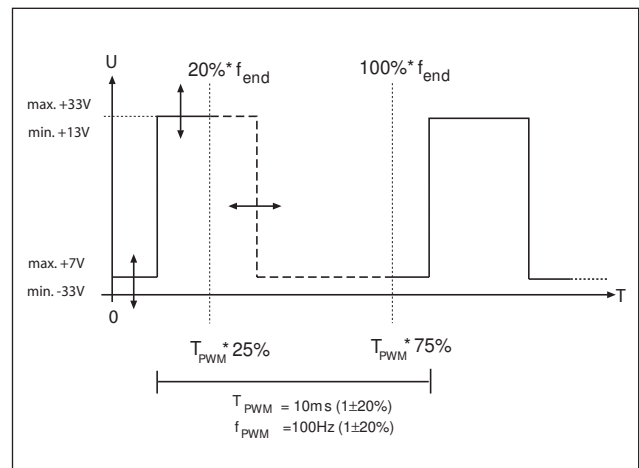 U
20%* f_end
100%* f_end
max. +33V
min. +13V
max. +7V
min. -33V
0
T
T_PWM * 25%
T_PWM * 75%
T_PWM = 10ms (1±20%)
f_PWM =100Hz (1±20%)